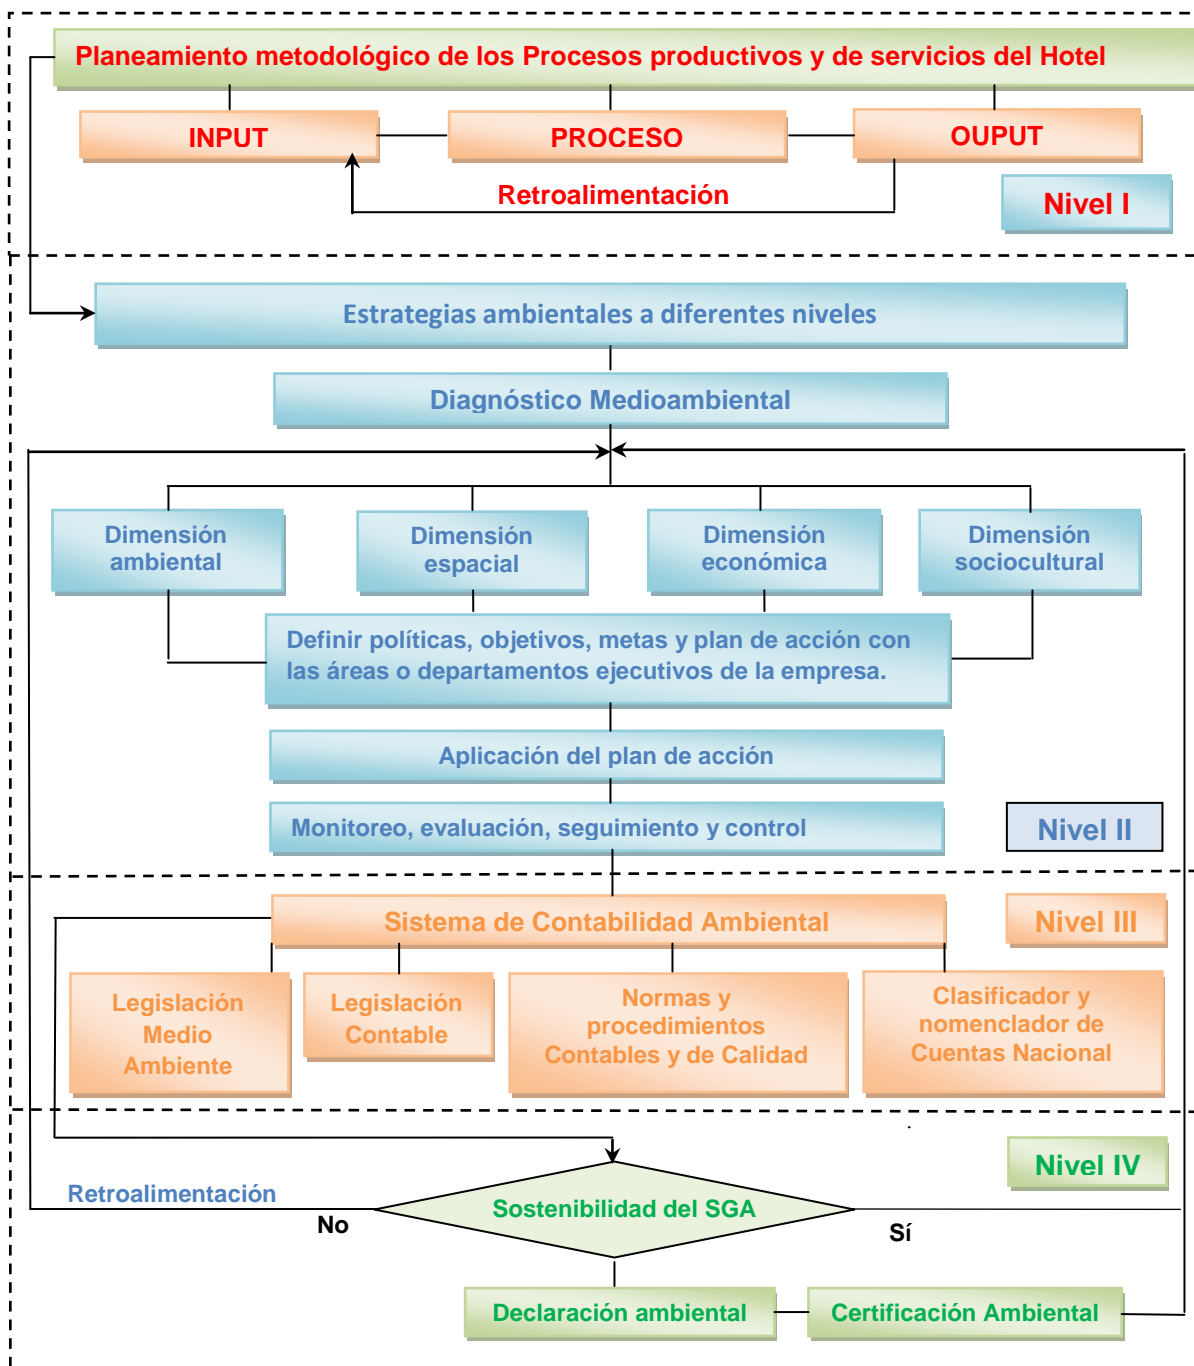 Planeamiento metodológico de los Procesos productivos y de servicios del Hotel
INPUT
PROCESO
OUPUT
Retroalimentación
Nivel I
Estrategias ambientales a diferentes niveles
Diagnóstico Medioambiental
Dimensión
ambiental
Dimensión
espacial
Dimensión
económica
Dimensión
sociocultural
Definir políticas, objetivos, metas y plan de acción con
las áreas o departamentos ejecutivos de la empresa.
Aplicación del plan de acción
Monitoreo, evaluación, seguimiento y control
Nivel II
Sistema de Contabilidad Ambiental
Nivel III
Legislación
Medio
Ambiente
Legislación
Contable
Normas y
procedimientos
Contables y de Calidad
Clasificador y
nomenclador de
Cuentas Nacional
Nivel IV
Retroalimentación
No
Sostenibilidad del SGA
Sí
Declaración ambiental
Certificación Ambiental